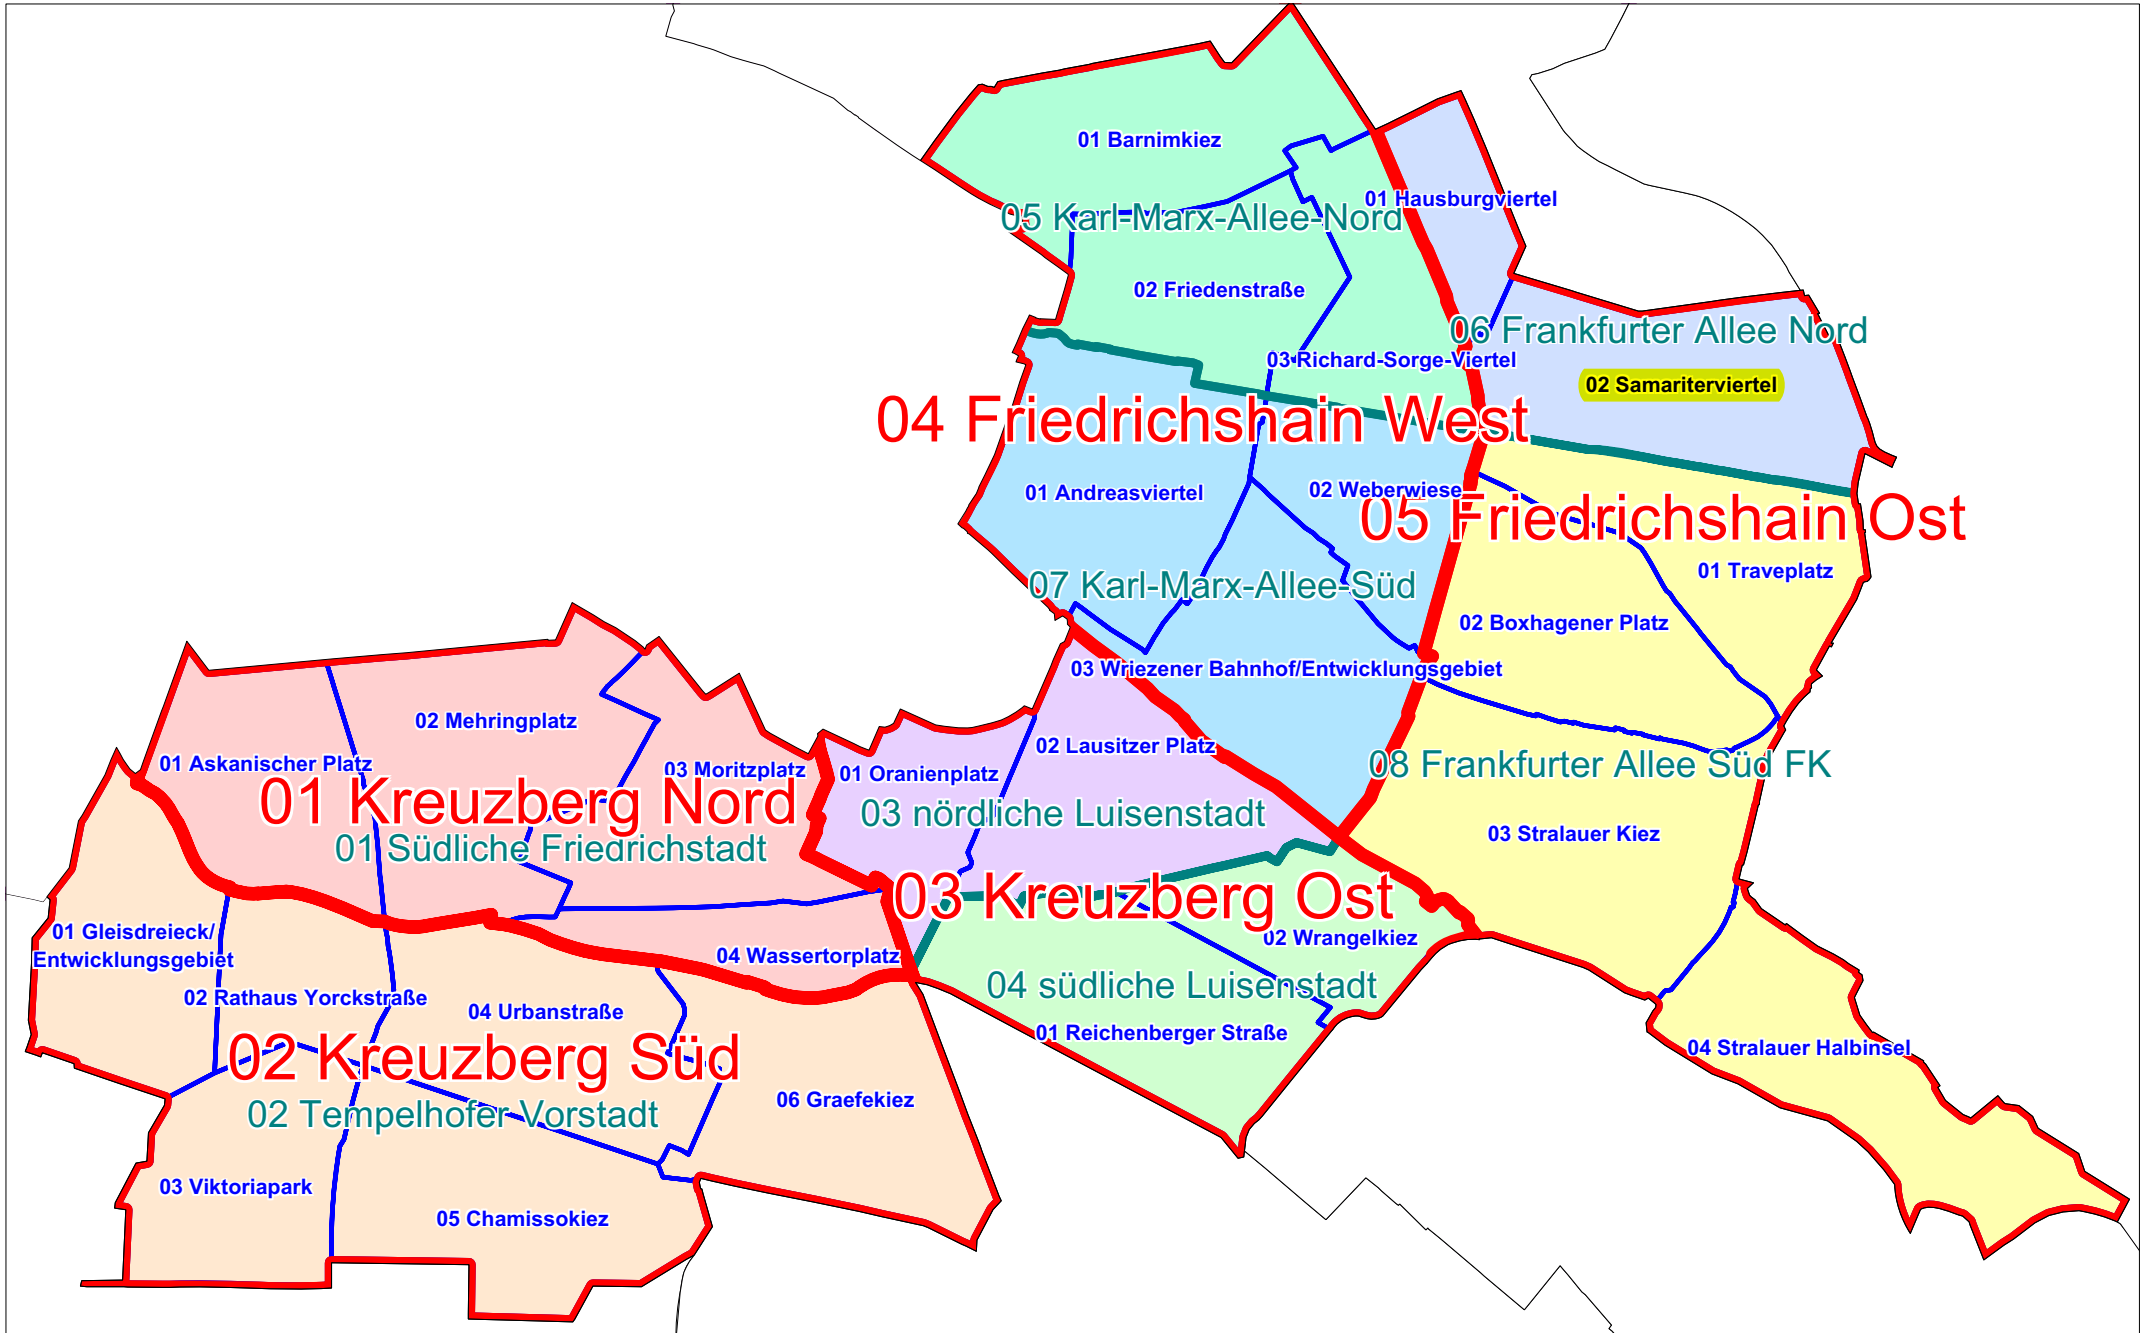 01 Barnimkiez
01 Hausburgviertel
05 Karl-Marx-Allee-Nord
02 Friedenstraße
06 Frankfurter Allee Nord
03 Richard-Sorge-Viertel
02 Samariterviertel
04 Friedrichshain West
01 Andreasviertel
02 Weberwiese
05 Friedrichshain Ost
01 Traveplatz
07 Karl-Marx-Allee-Süd
02 Boxhagener Platz
03 Wriezener Bahnhof/Entwicklungsgebiet
02 Mehringplatz
02 Lausitzer Platz
01 Askanischer Platz
03 Moritzplatz
01 Oranienplatz
08 Frankfurter Allee Süd FK
01 Kreuzberg Nord
03 nördliche Luisenstadt
03 Stralauer Kiez
01 Südliche Friedrichstadt
03 Kreuzberg Ost
01 Gleisdreieck/
Entwicklungsgebiet
02 Wrangelkiez
04 Wassertorplatz
04 südliche Luisenstadt
02 Rathaus Yorckstraße
04 Urbanstraße
01 Reichenberger Straße
04 Stralauer Halbinsel
02 Kreuzberg Süd
06 Graefekiez
02 Tempelhofer Vorstadt
03 Viktoriapark
05 Chamissokiez